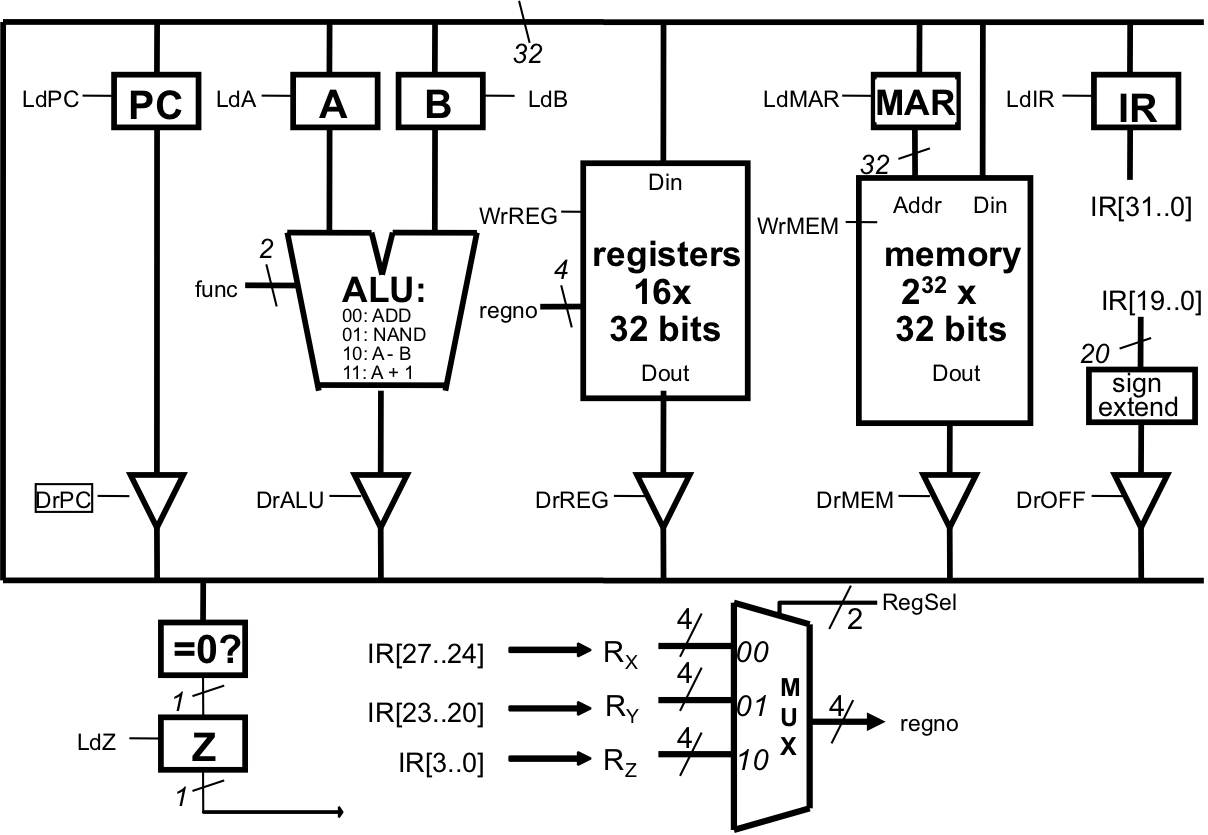 32
LdPC
PC
LdA
A
B
LdB
LdMAR
MAR
LdIR
IR
32
IR[31..0]
Din
WrREG
registers
16x
32 bits
4
regno
Dout
Addr
Din
WrMEM
memory
2³² x
32 bits
Dout
2
func
ALU:
00: ADD
01: NAND
10: A - B
11: A + 1
IR[19..0]
20
sign
extend
DrPC
DrALU
DrREG
DrMEM
DrOFF
=0?
1
LdZ
Z
1
RegSel
2
IR[27..24]
RX
4
00
IR[23..20]
RY
4
01
IR[3..0]
RZ
4
10
M
U
X
4
regno